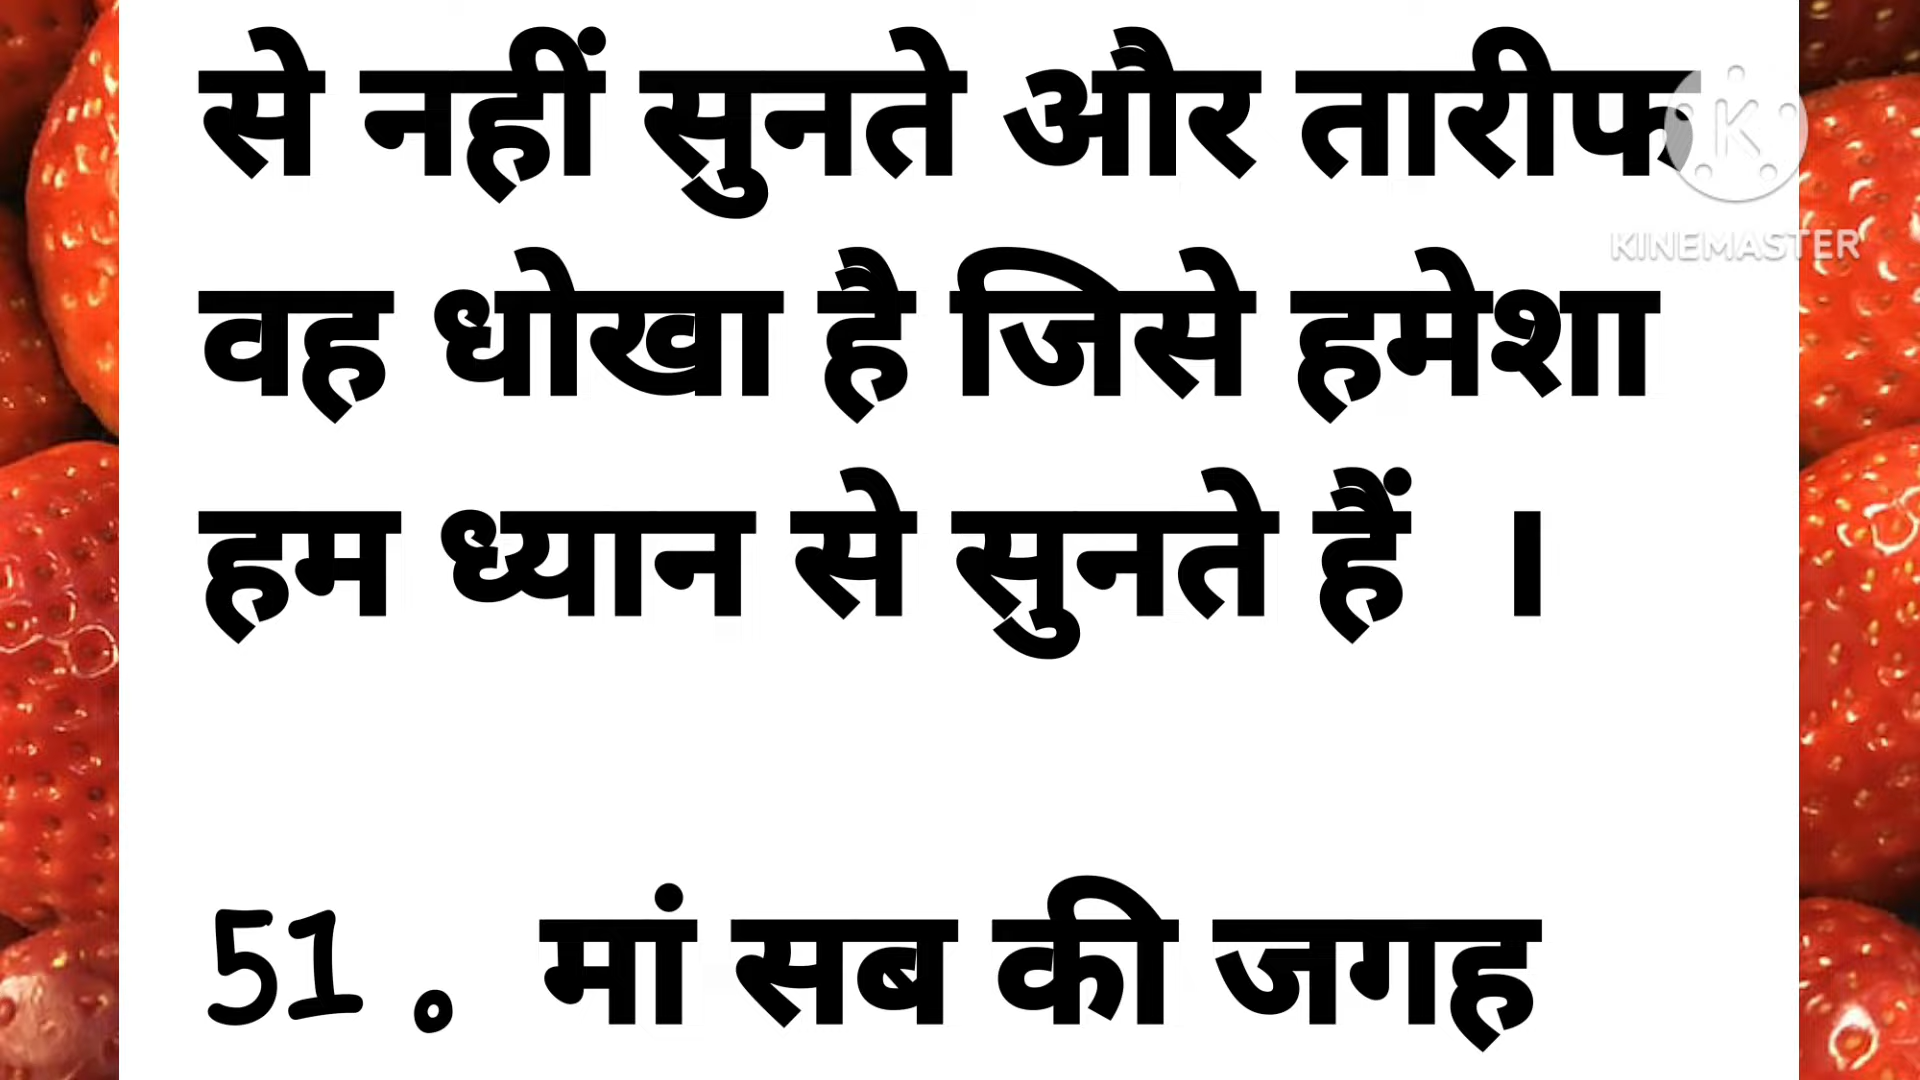 से नहीं सुनते और तारीफ
वह धोखा है जिसे हमेशा
हम ध्यान से सुनते हैं ।
51. मां सब की जगह
K
KINEMASTER